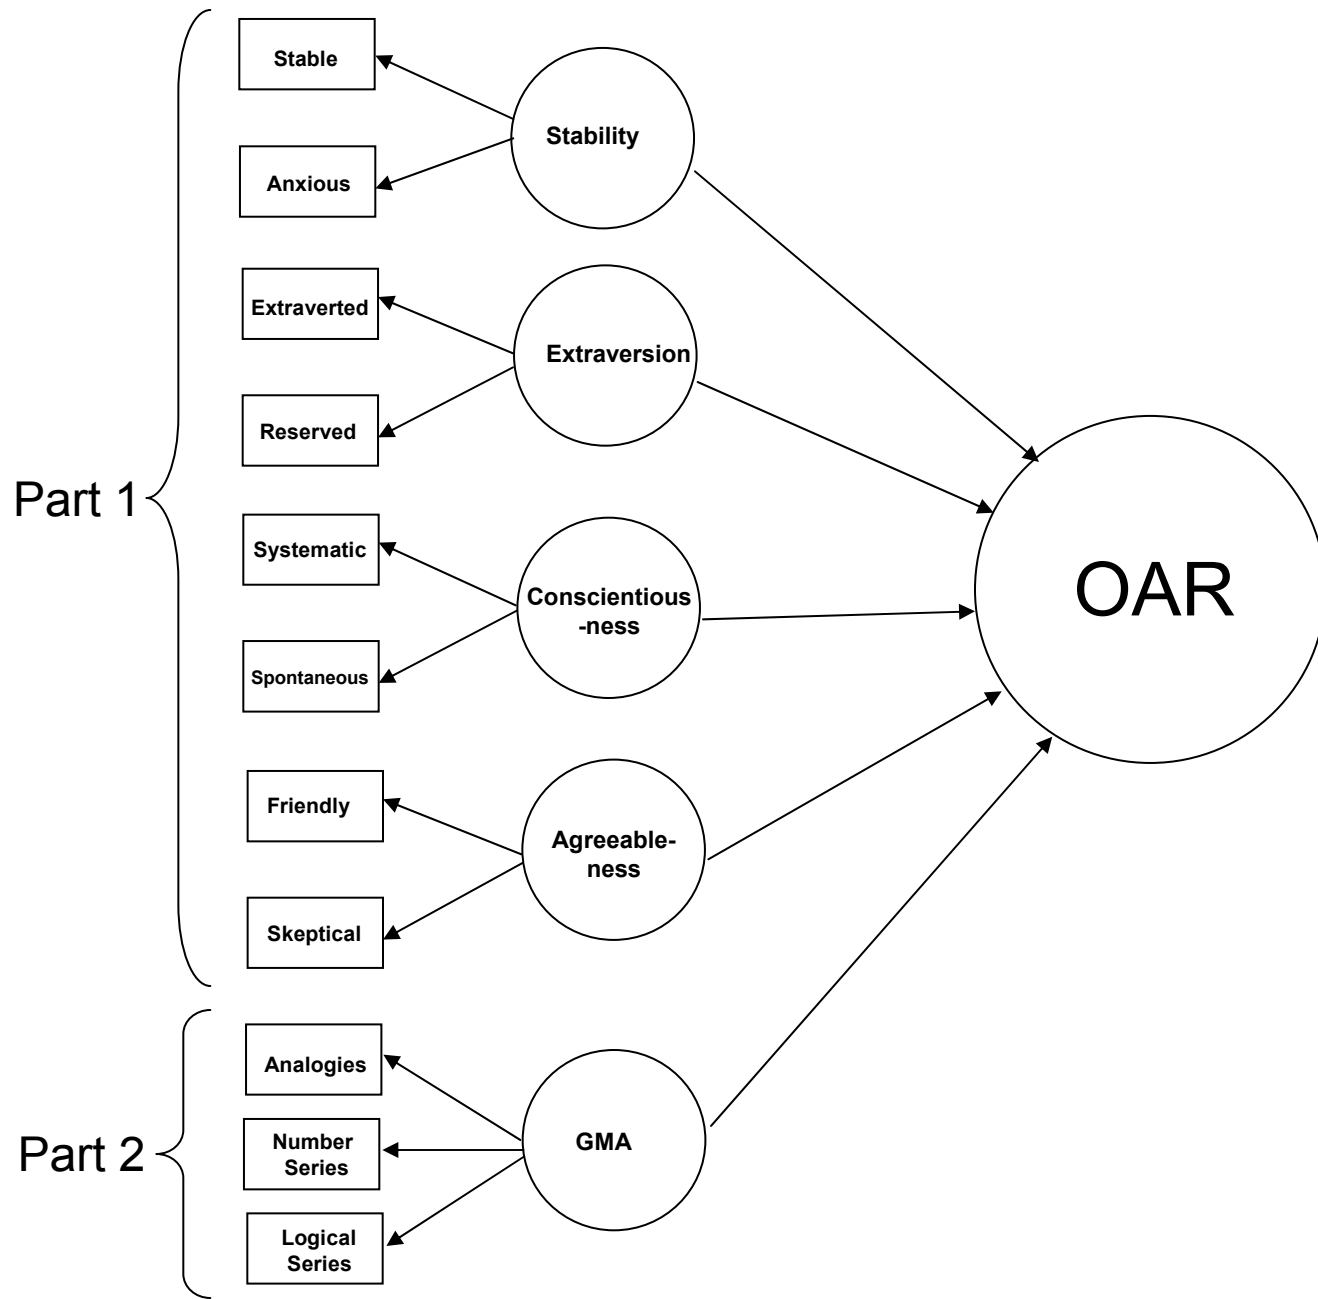 Stable
Stability
Anxious
Extraverted
Extraversion
Reserved
Part 1
Systematic
OAR
Conscientious
-ness
Spontaneous
Friendly
Agreeable-
ness
Skeptical
Analogies
Part 2
Number
Series
GMA
Logical
Series